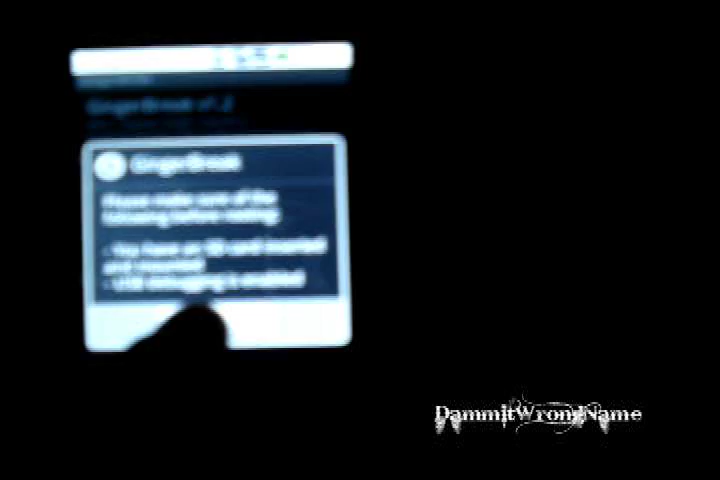 GingerBreak v1.2
GingerBreak
Please make sure of the
following before rooting:
- You have an SD card inserted
and mounted
- USB debugging is enabled
DammitWrongName